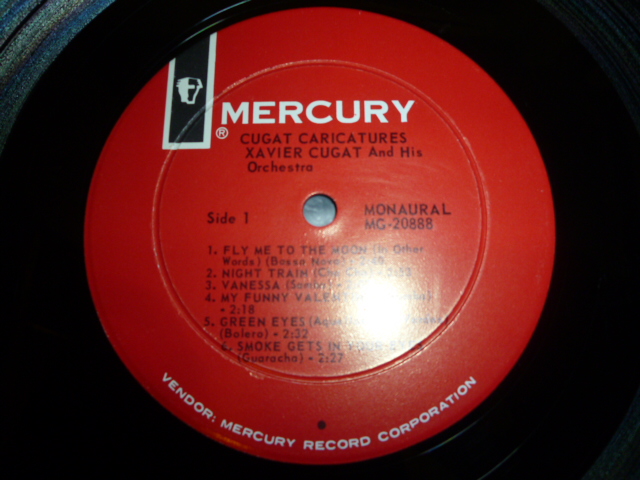 MERCURY
®
CUGAT CARICATURES
XAVIER CUGAT And His
Orchestra
Side 1
MONAURAL
MG-20888
1. FLY ME TO THE MOON (In Other
Words) (Bossa Nova)
2. NIGHT TRAIN
3. VANESSA
4. MY FUNNY
- 2:18
5. GREEN EYES
(Bolero) - 2:32
6. SMOKE GETS IN
(Guaracha) - 2:27
VENDOR: MERCURY RECORD CORPORATION